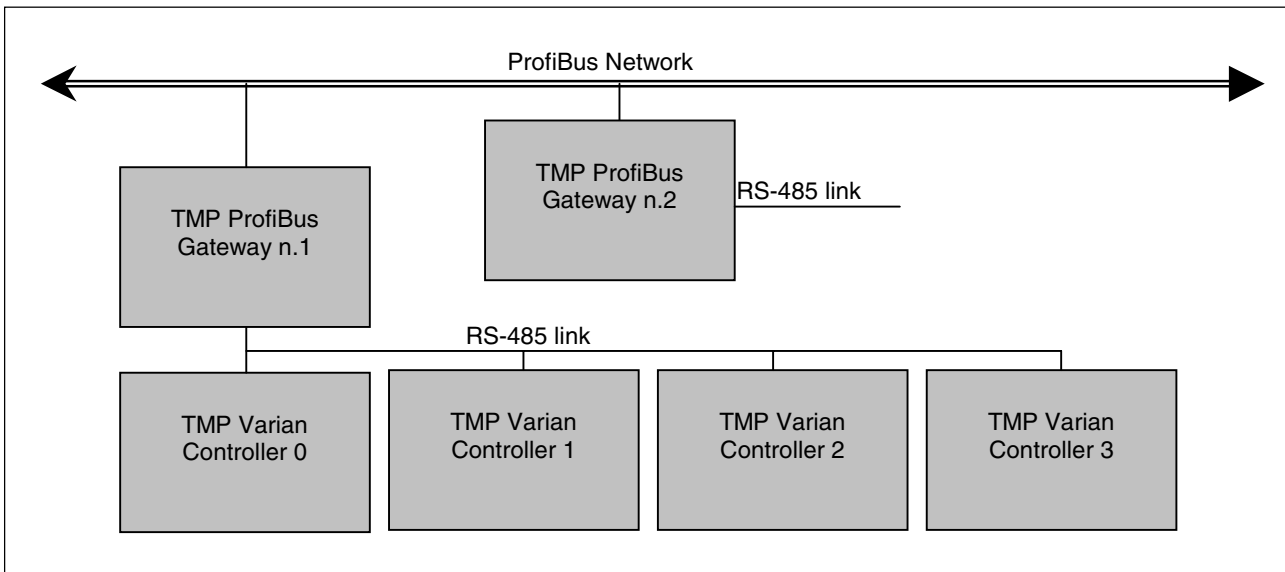 ProfiBus Network
TMP ProfiBus
Gateway n.1
TMP ProfiBus
Gateway n.2
RS-485 link
RS-485 link
TMP Varian
Controller 0
TMP Varian
Controller 1
TMP Varian
Controller 2
TMP Varian
Controller 3